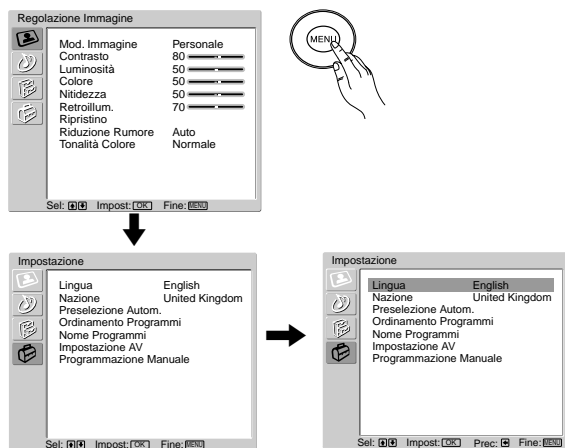 Regolazione Immagine
Mod. Immagine Personale
Contrasto 80
Luminosità 50
Colore 50
Nitidezza 50
Retroillum. 70
Ripristino
Riduzione Rumore Auto
Tonalità Colore Normale
Sel: Impost: OK Fine: MENU
MENU
Impostazione
Lingua English
Nazione United Kingdom
Preselezione Autom.
Ordinamento Programmi
Nome Programmi
Impostazione AV
Programmazione Manuale
Sel: Impost: OK Fine: MENU
Impostazione
Lingua English
Nazione United Kingdom
Preselezione Autom.
Ordinamento Programmi
Nome Programmi
Impostazione AV
Programmazione Manuale
Sel: Impost: OK Prec: Fine: MENU